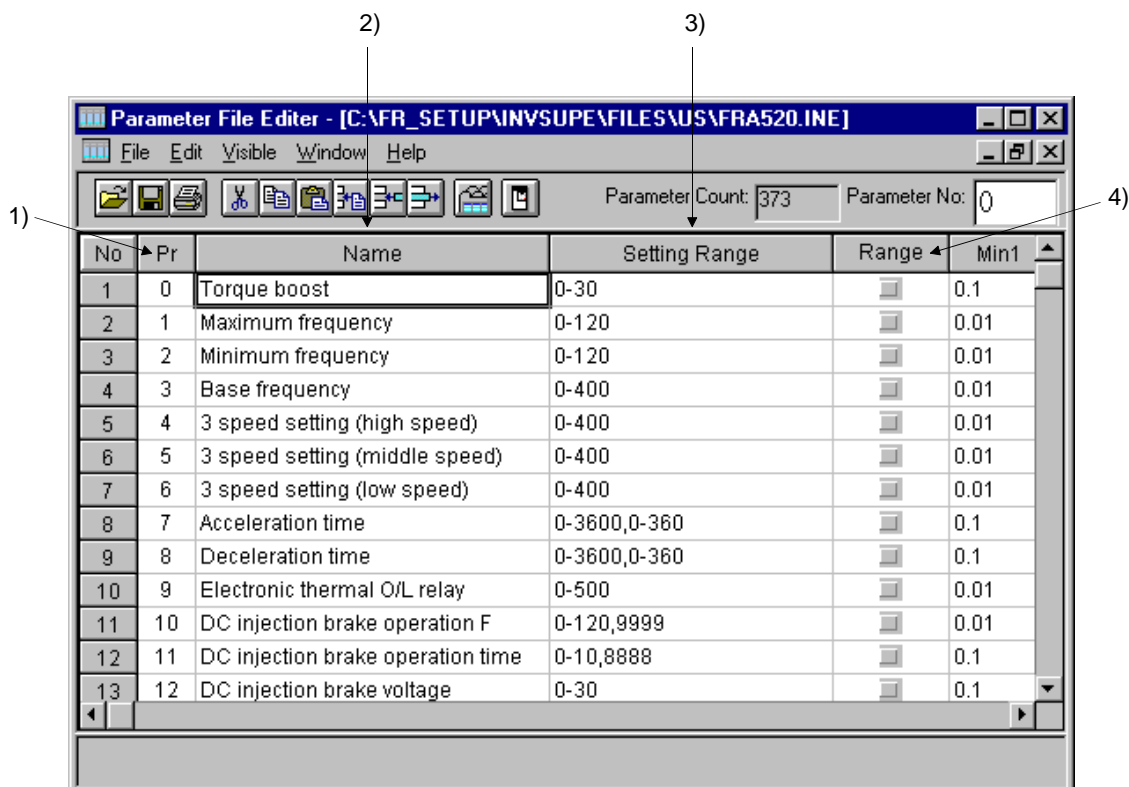 2) 3)
Parameter File Editer - [C:\FR_SETUP\INVSUPE\FILES\US\FRA520.INE]
File Edit Visible Window Help
Parameter Count: 373 Parameter No: 0
1) 4)
No Pr Name Setting Range Range Min1
1 0 Torque boost 0-30 0.1
2 1 Maximum frequency 0-120 0.01
3 2 Minimum frequency 0-120 0.01
4 3 Base frequency 0-400 0.01
5 4 3 speed setting (high speed) 0-400 0.01
6 5 3 speed setting (middle speed) 0-400 0.01
7 6 3 speed setting (low speed) 0-400 0.01
8 7 Acceleration time 0-3600,0-360 0.1
9 8 Deceleration time 0-3600,0-360 0.1
10 9 Electronic thermal O/L relay 0-500 0.01
11 10 DC injection brake operation F 0-120,9999 0.01
12 11 DC injection brake operation time 0-10,8888 0.1
13 12 DC injection brake voltage 0-30 0.1